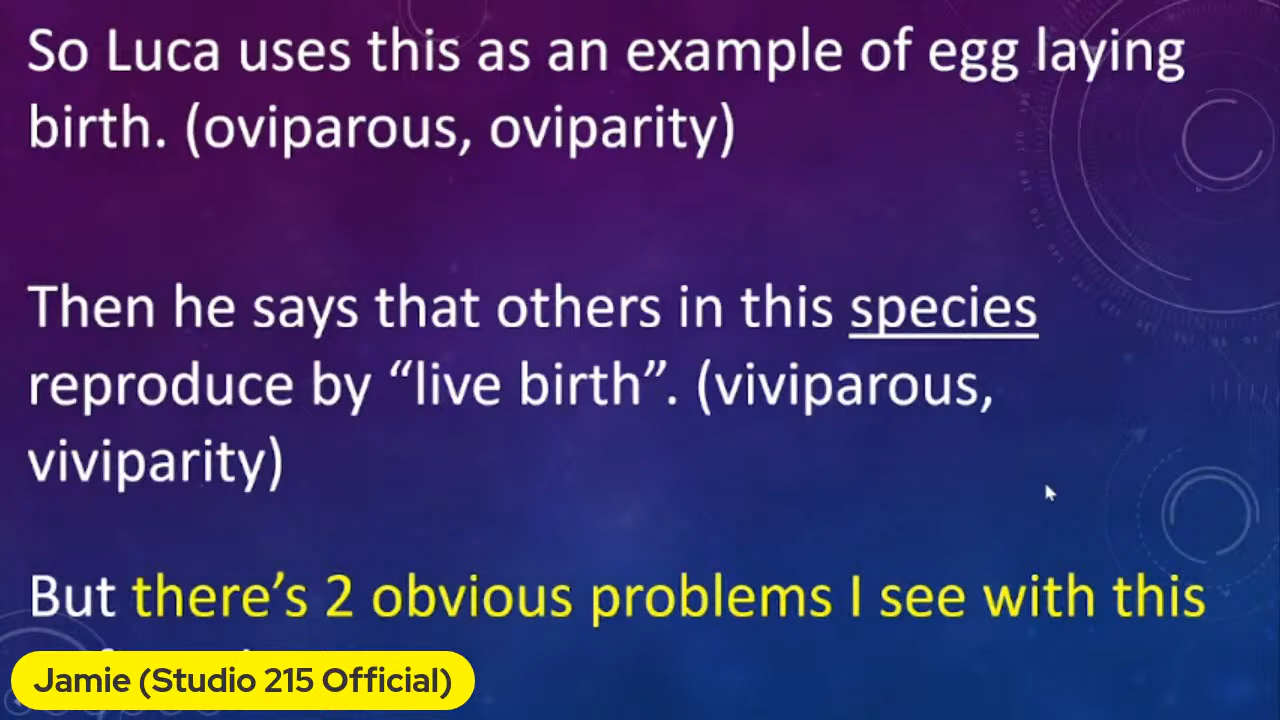 So Luca uses this as an example of egg laying
birth. (oviparous, oviparity)
Then he says that others in this species
reproduce by “live birth”. (viviparous,
viviparity)
But there’s 2 obvious problems I see with this
Jamie (Studio 215 Official)